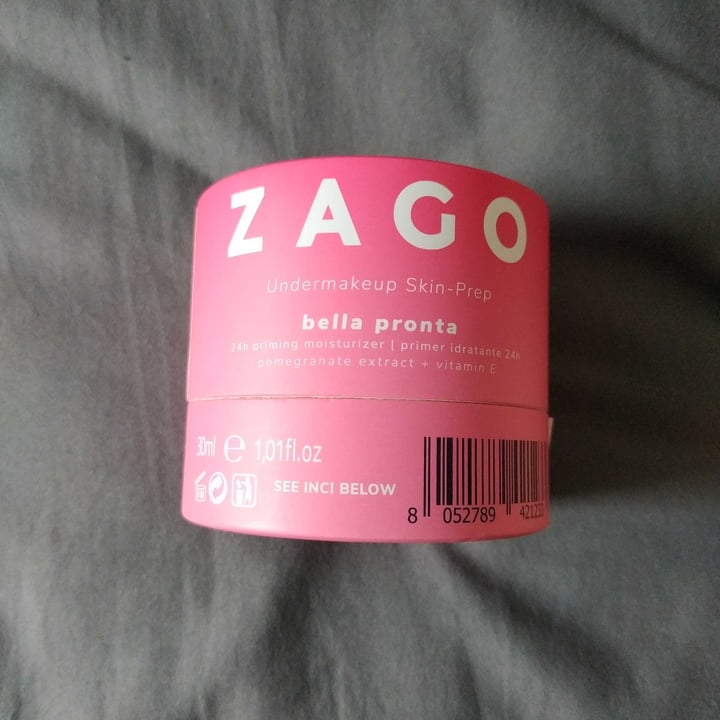 ZAGO
Undermakeup Skin-Prep
bella pronta
24h priming moisturizer | primer idratante 24h
pomegranate extract + vitamin E
30ml e 1,01fl.oz
SEE INCI BELOW
8 052789 421233